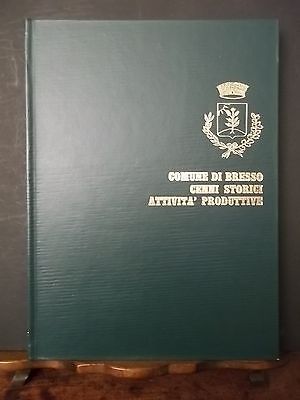 COMUNE DI BRESSO
CENNI STORICI
ATTIVITA' PRODUTTIVE